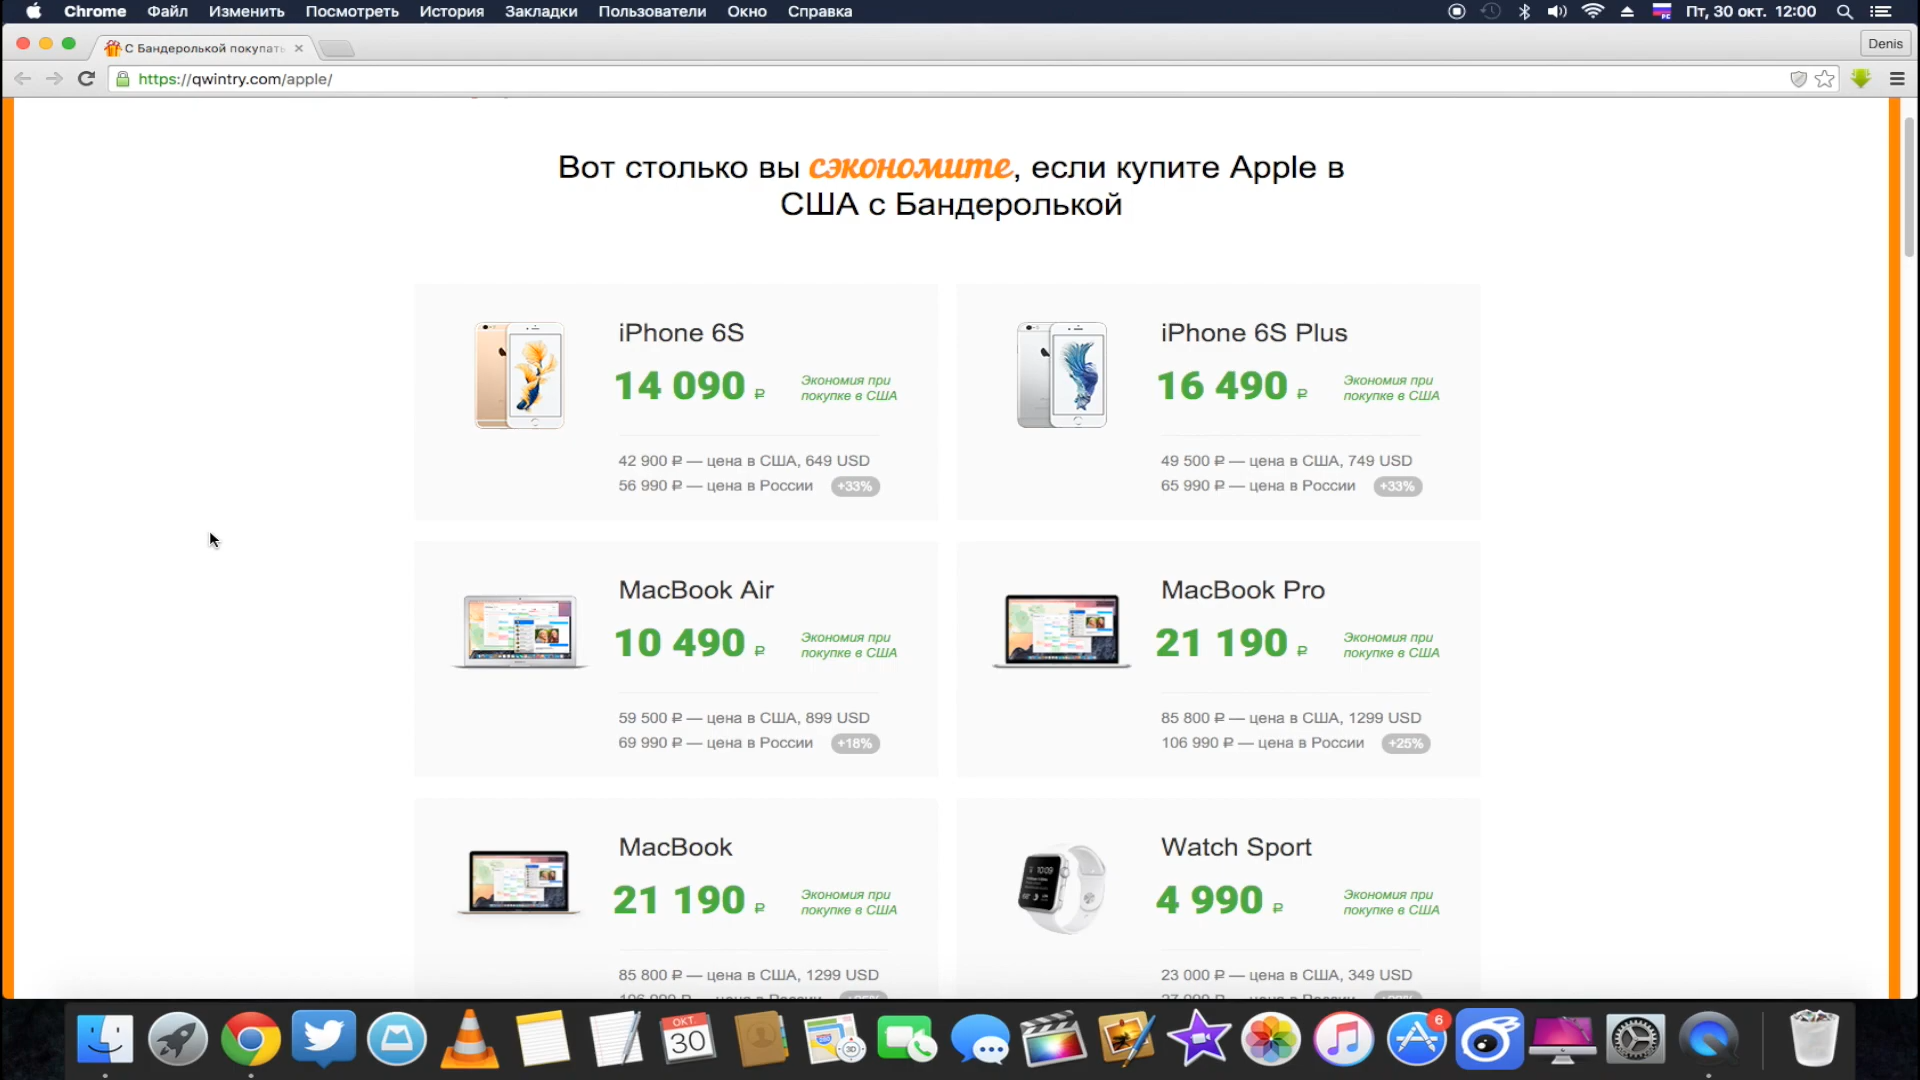 Chrome Файл Изменить Посмотреть История Закладки Пользователи Окно Справка Пт, 30 окт. 12:00
С Бандеролькой покупать
Denis
https://qwintry.com/apple/
Вот столько вы сэкономите, если купите Apple в
США с Бандеролькой
iPhone 6S
14 090 ₽
Экономия при
покупке в США
42 900 ₽ — цена в США, 649 USD
56 990 ₽ — цена в России +33%
iPhone 6S Plus
16 490 ₽
Экономия при
покупке в США
49 500 ₽ — цена в США, 749 USD
65 990 ₽ — цена в России +33%
MacBook Air
10 490 ₽
Экономия при
покупке в США
59 500 ₽ — цена в США, 899 USD
69 990 ₽ — цена в России +18%
MacBook Pro
21 190 ₽
Экономия при
покупке в США
85 800 ₽ — цена в США, 1299 USD
106 990 ₽ — цена в России +25%
MacBook
21 190 ₽
Экономия при
покупке в США
85 800 ₽ — цена в США, 1299 USD
Watch Sport
4 990 ₽
Экономия при
покупке в США
23 000 ₽ — цена в США, 349 USD
ОКТ.
30
6